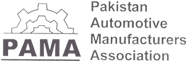 PAMA
Pakistan
Automotive
Manufacturers
Association